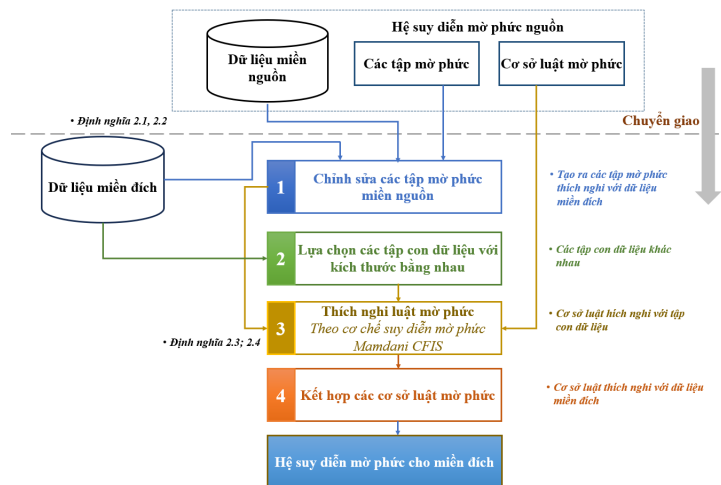 Hệ suy diễn mờ phức nguồn
Dữ liệu miền
nguồn
Các tập mờ phức
Cơ sở luật mờ phức
• Định nghĩa 2.1, 2.2
Chuyển giao
Dữ liệu miền đích
1
Chỉnh sửa các tập mờ phức
miền nguồn
• Tạo ra các tập mờ phức
thích nghi với dữ liệu
miền đích
2
Lựa chọn các tập con dữ liệu với
kích thước bằng nhau
• Các tập con dữ liệu khác
nhau
3
Thích nghi luật mờ phức
Theo cơ chế suy diễn mờ phức
Mamdani CFIS
• Cơ sở luật hích nghi với tập
con dữ liệu
• Định nghĩa 2.3; 2.4
4
Kết hợp các cơ sở luật mờ phức
• Cơ sở luật thích nghi với dữ liệu
miền đích
Hệ suy diễn mờ phức cho miền đích